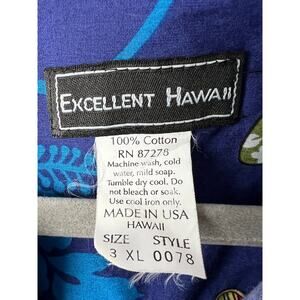 EXCELLENT HAWAII
100% Cotton
RN 87278
Machine wash, cold
water, mild soap.
Tumble dry cool. Do
not bleach or soak.
Use cool iron only.
MADE IN USA
HAWAII
SIZE STYLE
3 XL 0078